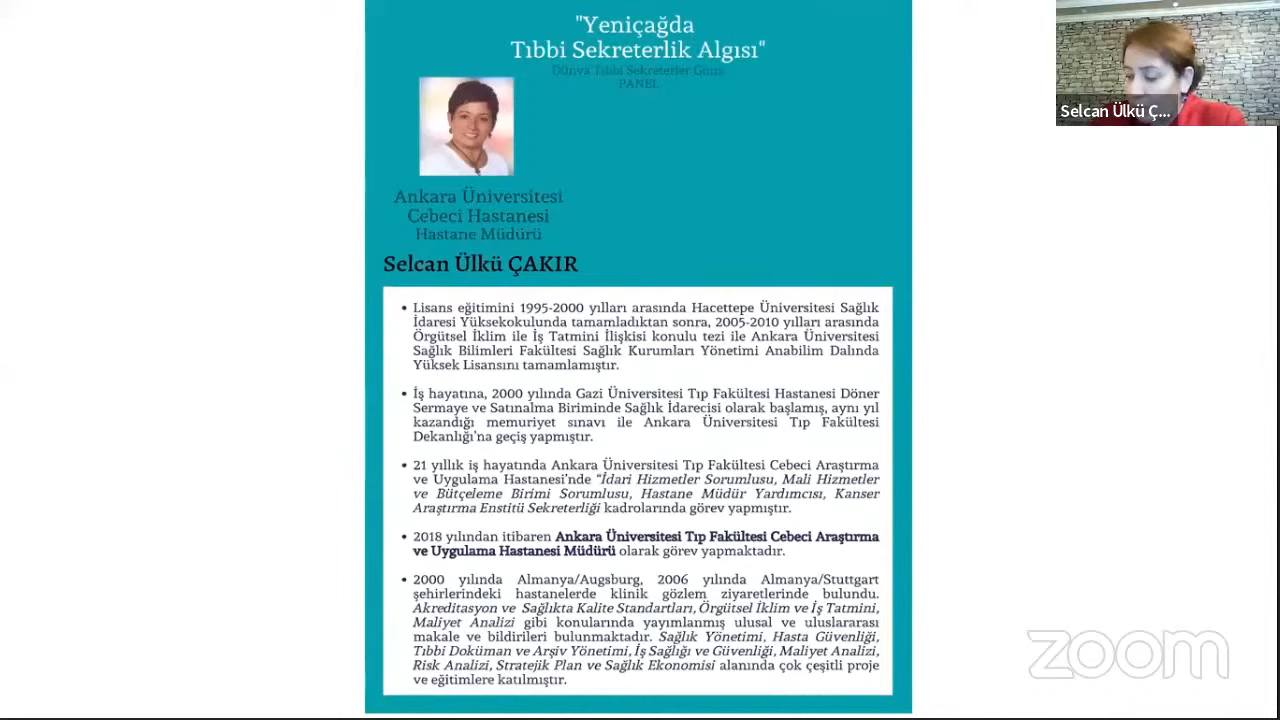 "Yeniçağda
Tıbbi Sekreterlik Algısı"
Dünya Tıbbi Sekreterler Günü
PANEL
Selcan Ülkü Ç...
Ankara Üniversitesi
Cebeci Hastanesi
Hastane Müdürü
Selcan Ülkü ÇAKIR
• Lisans eğitimini 1995-2000 yılları arasında Hacettepe Üniversitesi Sağlık
İdaresi Yüksekokulunda tamamladıktan sonra, 2005-2010 yılları arasında
Örgütsel İklim ile İş Tatmini İlişkisi konulu tezi ile Ankara Üniversitesi
Sağlık Bilimleri Fakültesi Sağlık Kurumları Yönetimi Anabilim Dalında
Yüksek Lisansını tamamlamıştır.
• İş hayatına, 2000 yılında Gazi Üniversitesi Tıp Fakültesi Hastanesi Döner
Sermaye ve Satınalma Biriminde Sağlık İdarecisi olarak başlamış, aynı yıl
kazandığı memuriyet sınavı ile Ankara Üniversitesi Tıp Fakültesi
Dekanlığı'na geçiş yapmıştır.
• 21 yıllık iş hayatında Ankara Üniversitesi Tıp Fakültesi Cebeci Araştırma
ve Uygulama Hastanesi'nde "İdari Hizmetler Sorumlusu, Mali Hizmetler
ve Bütçeleme Birimi Sorumlusu, Hastane Müdür Yardımcısı, Kanser
Araştırma Enstitü Sekreterliği kadrolarında görev yapmıştır.
• 2018 yılından itibaren Ankara Üniversitesi Tıp Fakültesi Cebeci Araştırma
ve Uygulama Hastanesi Müdürü olarak görev yapmaktadır.
• 2000 yılında Almanya/Augsburg, 2006 yılında Almanya/Stuttgart
şehirlerindeki hastanelerde klinik gözlem ziyaretlerinde bulundu.
Akreditasyon ve Sağlıkta Kalite Standartları, Örgütsel İklim ve İş Tatmini,
Maliyet Analizi gibi konularında yayımlanmış ulusal ve uluslararası
makale ve bildirileri bulunmaktadır. Sağlık Yönetimi, Hasta Güvenliği,
Tıbbi Doküman ve Arşiv Yönetimi, İş Sağlığı ve Güvenliği, Maliyet Analizi,
Risk Analizi, Stratejik Plan ve Sağlık Ekonomisi alanında çok çeşitli proje
ve eğitimlere katılmıştır.
zoom